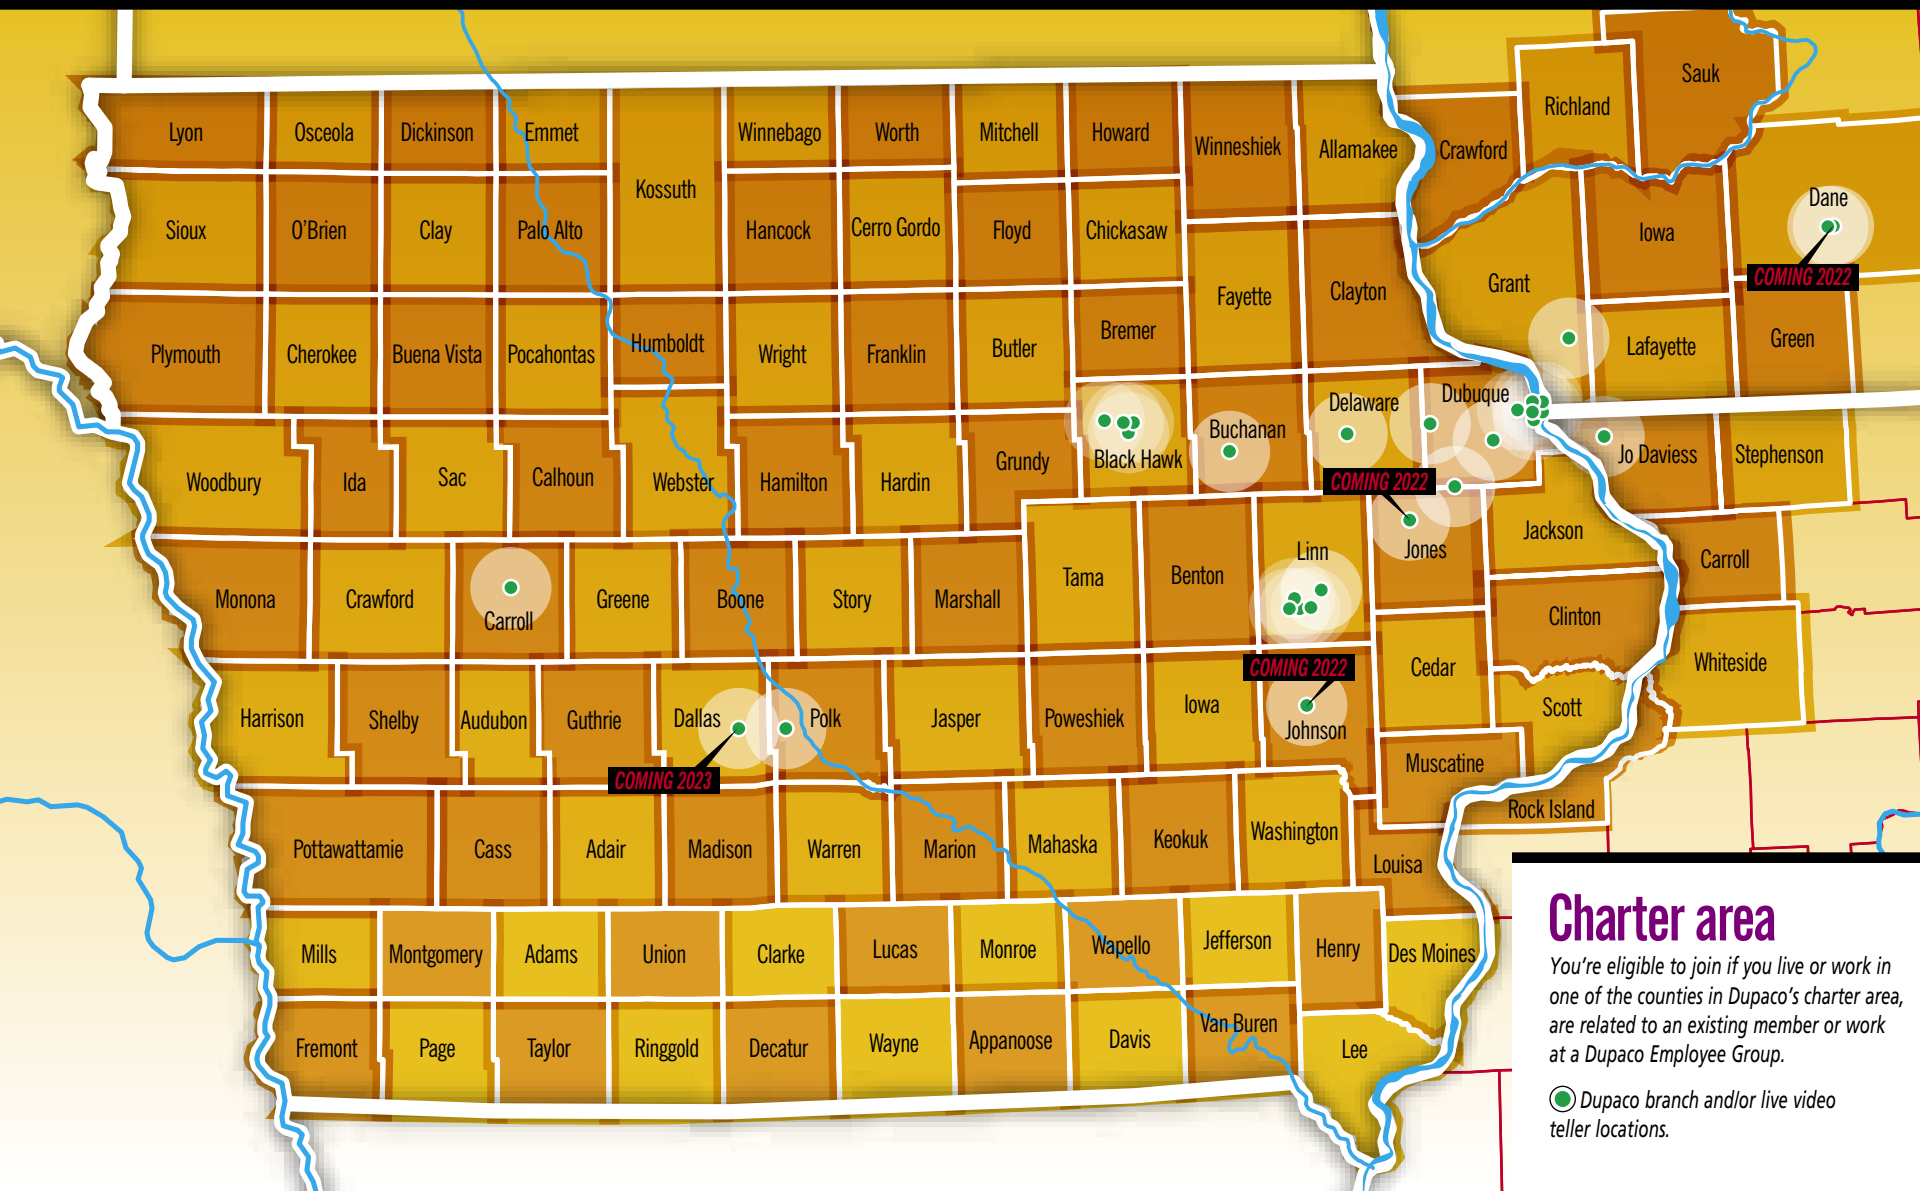 Sauk
Richland
Lyon
Osceola
Dickinson
Emmet
Winnebago
Worth
Mitchell
Howard
Winneshiek
Allamakee
Crawford
Kossuth
Dane
Sioux
O'Brien
Clay
Palo Alto
Hancock
Cerro Gordo
Floyd
Chickasaw
Iowa
COMING 2022
Grant
Fayette
Clayton
Plymouth
Cherokee
Buena Vista
Pocahontas
Humboldt
Wright
Franklin
Butler
Bremer
Lafayette
Green
Delaware
Dubuque
Buchanan
Black Hawk
Jo Daviess
Stephenson
Woodbury
Ida
Sac
Calhoun
Webster
Hamilton
Hardin
Grundy
COMING 2022
Jackson
Linn
Jones
Carroll
Tama
Benton
Monona
Crawford
Carroll
Greene
Boone
Story
Marshall
Clinton
COMING 2022
Cedar
Whiteside
Harrison
Shelby
Audubon
Guthrie
Dallas
Polk
Jasper
Poweshiek
Iowa
Johnson
Scott
COMING 2023
Muscatine
Rock Island
Pottawattamie
Cass
Adair
Madison
Warren
Marion
Mahaska
Keokuk
Washington
Louisa
Mills
Montgomery
Adams
Union
Clarke
Lucas
Monroe
Wapello
Jefferson
Henry
Des Moines
Fremont
Page
Taylor
Ringgold
Decatur
Wayne
Appanoose
Davis
Van Buren
Lee
Charter area
You're eligible to join if you live or work in
one of the counties in Dupaco's charter area,
are related to an existing member or work
at a Dupaco Employee Group.
Dupaco branch and/or live video
teller locations.